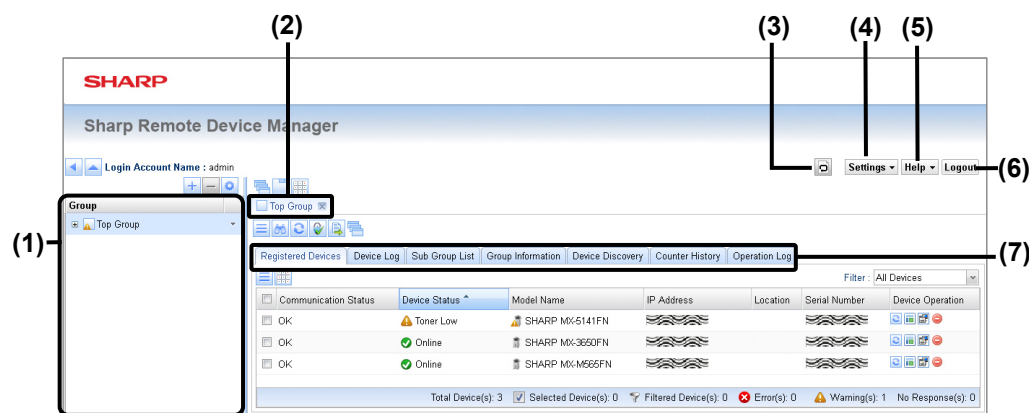 (2)
(3)
(4)
(5)
SHARP
Sharp Remote Device Manager
Login Account Name : admin
Settings
Help
Logout
(6)
Group
Top Group
Top Group
(1)
Registered Devices Device Log Sub Group List Group Information Device Discovery Counter History Operation Log
(7)
Filter : All Devices
Communication Status Device Status Model Name IP Address Location Serial Number Device Operation
OK Toner Low SHARP MX-5141FN
OK Online SHARP MX-3650FN
OK Online SHARP MX-M565FN
Total Device(s): 3 Selected Device(s): 0 Filtered Device(s): 0 Error(s): 0 Warning(s): 1 No Response(s): 0